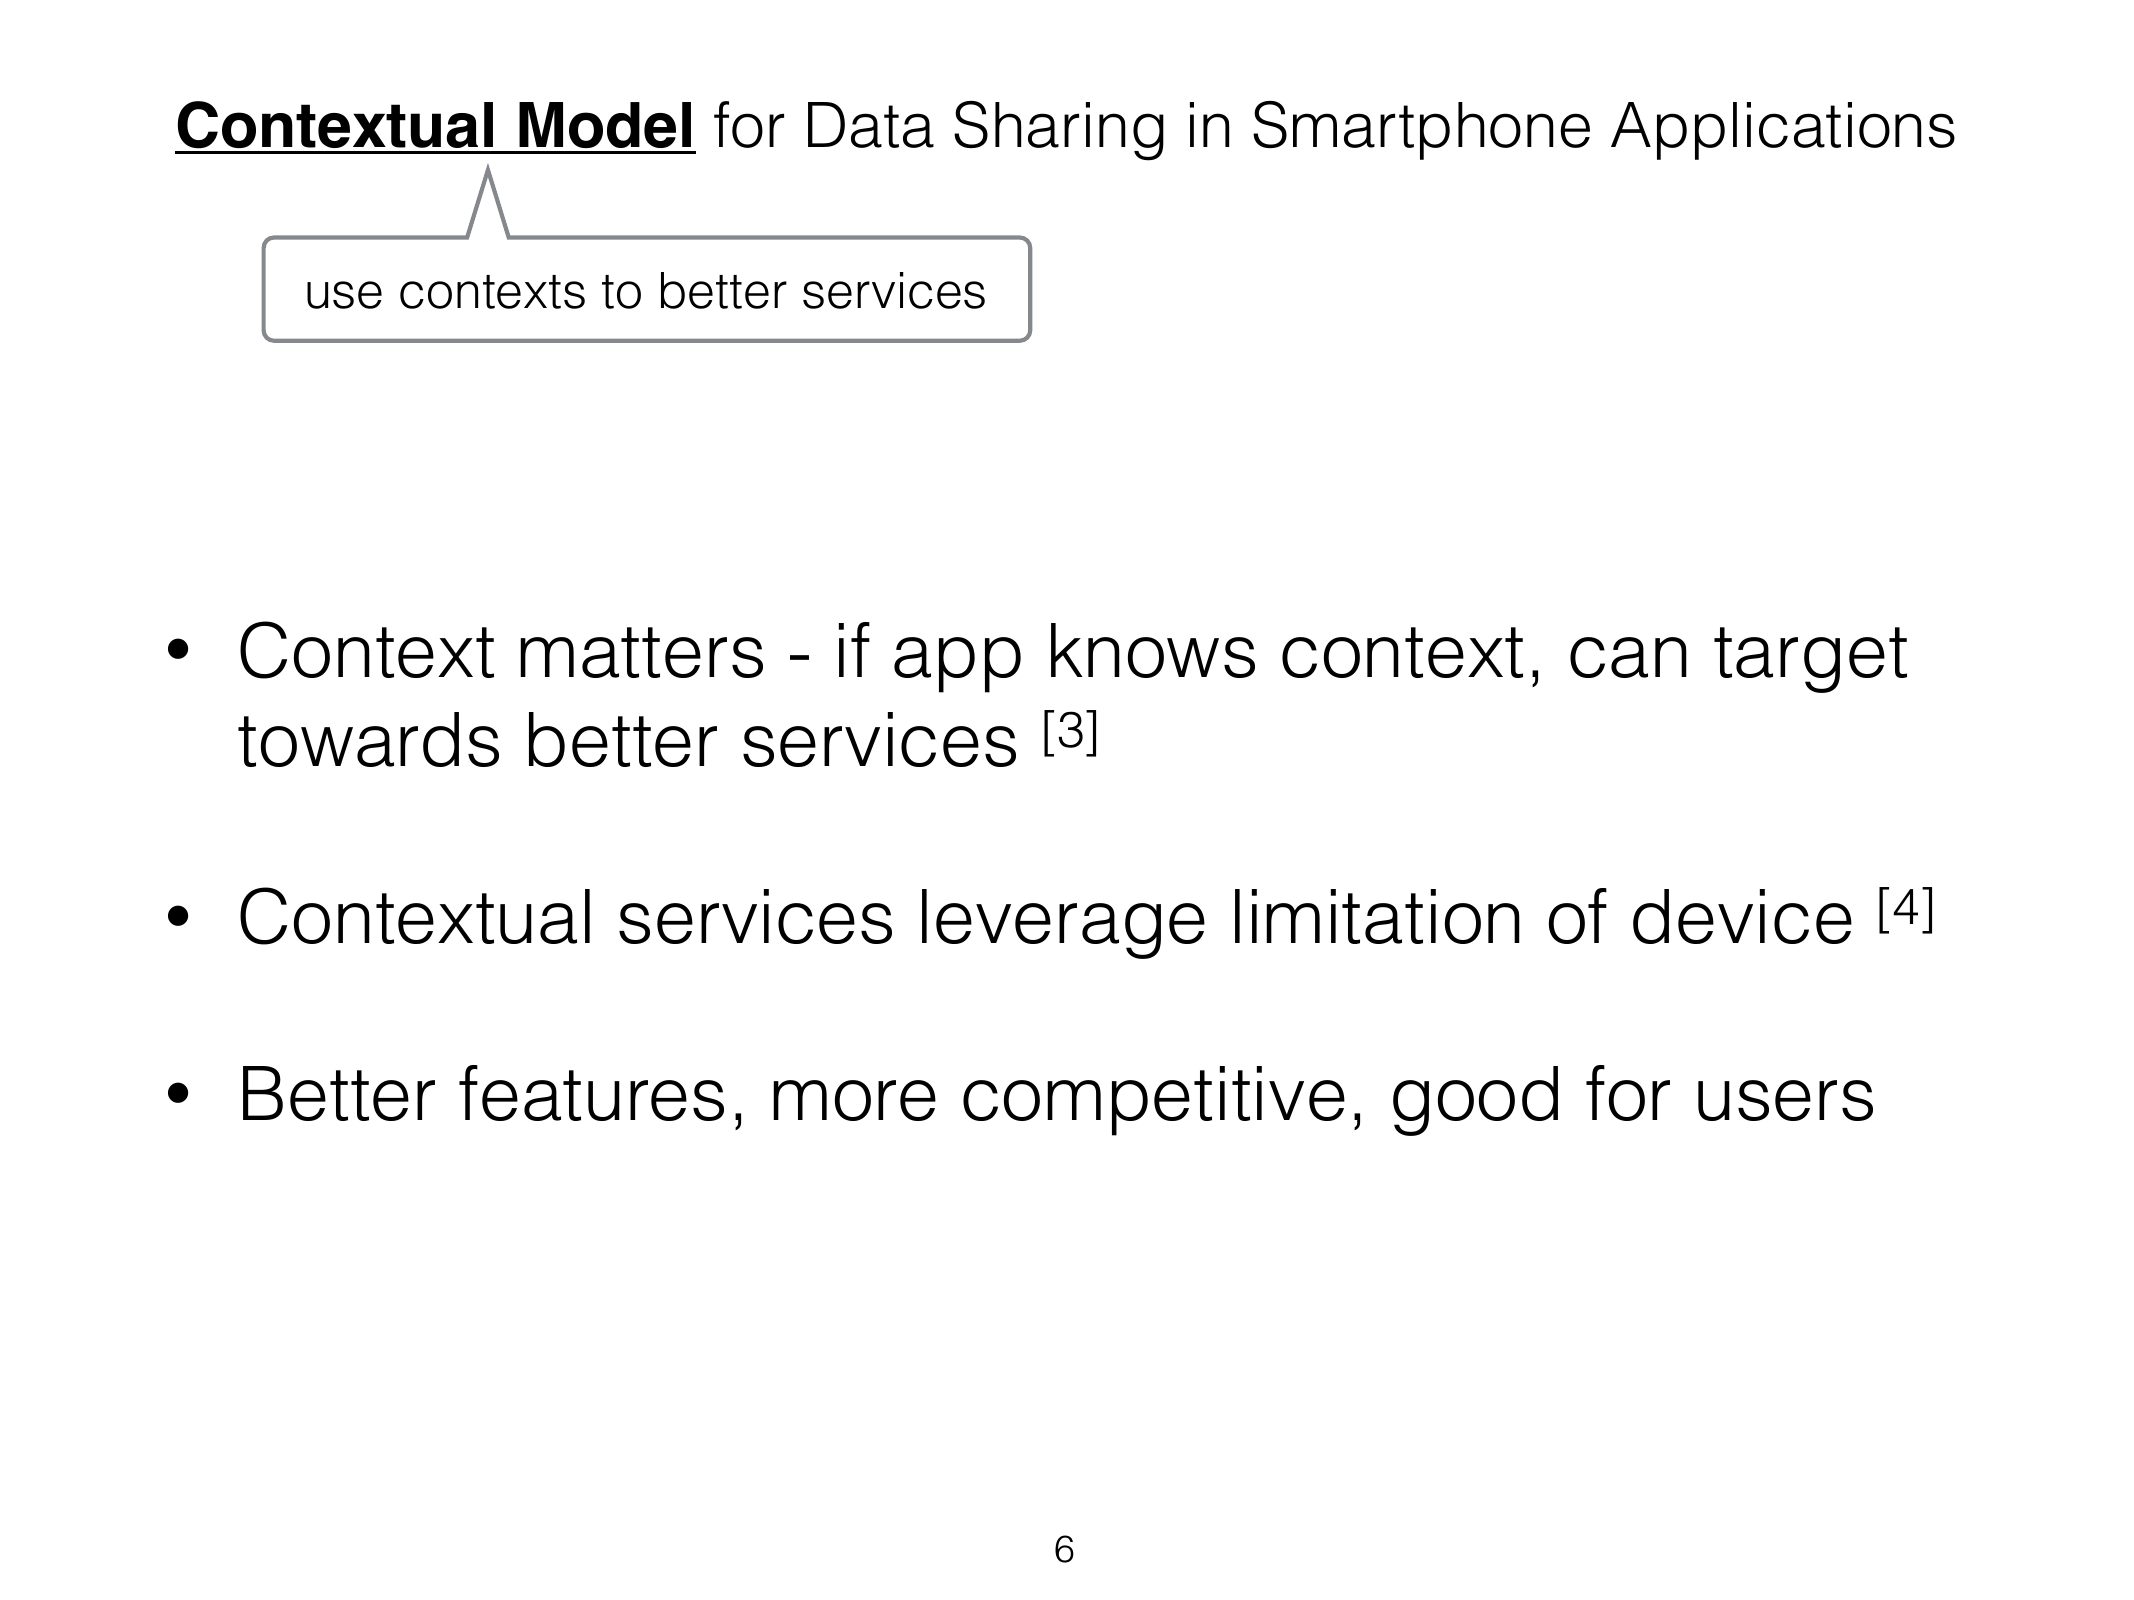 Contextual Model for Data Sharing in Smartphone Applications
use contexts to better services
• Context matters - if app knows context, can target
towards better services [3]
• Contextual services leverage limitation of device [4]
• Better features, more competitive, good for users
6